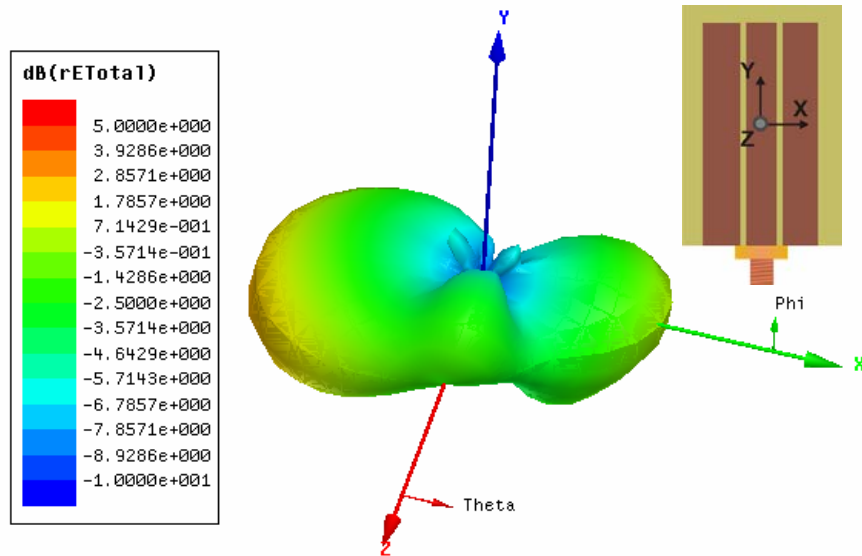 dB(rETotal)
5.0000e+000
3.9286e+000
2.8571e+000
1.7857e+000
7.1429e-001
-3.5714e-001
-1.4286e+000
-2.5000e+000
-3.5714e+000
-4.6429e+000
-5.7143e+000
-6.7857e+000
-7.8571e+000
-8.9286e+000
-1.0000e+001
Y
Phi
X
Theta
Z
Y
X
Z